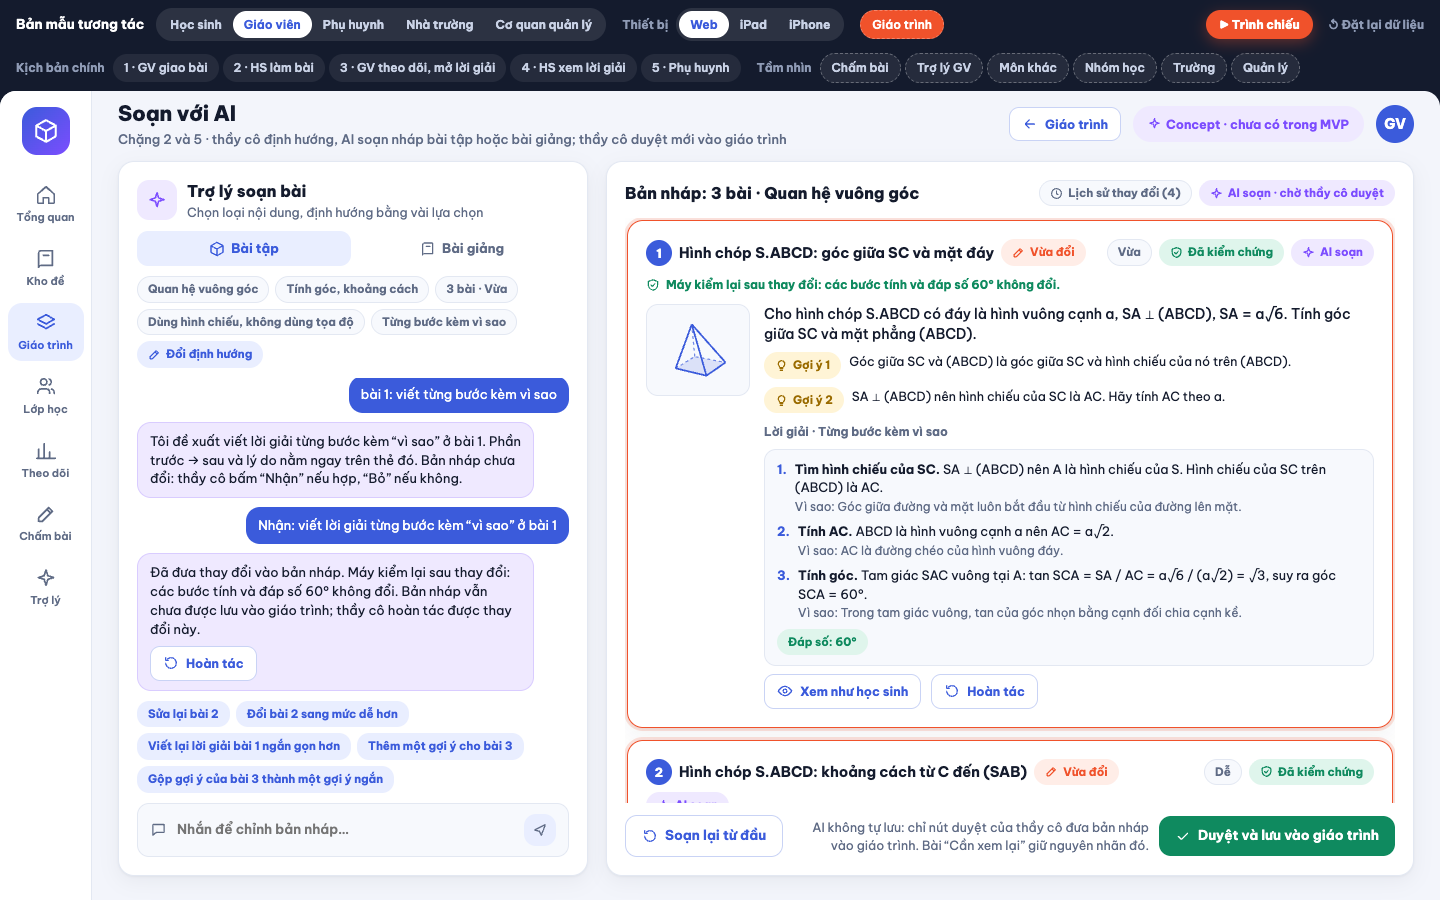 Bản mẫu tương tác
Học sinh
Giáo viên
Phụ huynh
Nhà trường
Cơ quan quản lý
Thiết bị
Web
iPad
iPhone
Giáo trình
Trình chiếu
Đặt lại dữ liệu
Kịch bản chính
1 · GV giao bài
2 · HS làm bài
3 · GV theo dõi, mở lời giải
4 · HS xem lời giải
5 · Phụ huynh
Tầm nhìn
Chấm bài
Trợ lý GV
Môn khác
Nhóm học
Trường
Quản lý
Tổng quan
Kho đề
Giáo trình
Lớp học
Theo dõi
Chấm bài
Trợ lý
Soạn với AI
Chặng 2 và 5 · thầy cô định hướng, AI soạn nháp bài tập hoặc bài giảng; thầy cô duyệt mới vào giáo trình
← Giáo trình
Concept · chưa có trong MVP
GV
Trợ lý soạn bài
Chọn loại nội dung, định hướng bằng vài lựa chọn
Bài tập
Bài giảng
Quan hệ vuông góc
Tính góc, khoảng cách
3 bài · Vừa
Dùng hình chiếu, không dùng tọa độ
Từng bước kèm vì sao
Đổi định hướng
bài 1: viết từng bước kèm vì sao
Tôi đề xuất viết lời giải từng bước kèm “vì sao” ở bài 1. Phần
trước → sau và lý do nằm ngay trên thẻ đó. Bản nháp chưa
đổi: thầy cô bấm “Nhận” nếu hợp, “Bỏ” nếu không.
Nhận: viết lời giải từng bước kèm “vì sao” ở bài 1
Đã đưa thay đổi vào bản nháp. Máy kiểm lại sau thay đổi:
các bước tính và đáp số 60° không đổi. Bản nháp vẫn
chưa được lưu vào giáo trình; thầy cô hoàn tác được thay
đổi này.
Hoàn tác
Sửa lại bài 2
Đổi bài 2 sang mức dễ hơn
Viết lại lời giải bài 1 ngắn gọn hơn
Thêm một gợi ý cho bài 3
Gộp gợi ý của bài 3 thành một gợi ý ngắn
Nhắn để chỉnh bản nháp...
Bản nháp: 3 bài · Quan hệ vuông góc
Lịch sử thay đổi (4)
AI soạn · chờ thầy cô duyệt
1
Hình chóp S.ABCD: góc giữa SC và mặt đáy
Vừa đổi
Vừa
Đã kiểm chứng
AI soạn
Máy kiểm lại sau thay đổi: các bước tính và đáp số 60° không đổi.
Cho hình chóp S.ABCD có đáy là hình vuông cạnh a, SA ⊥ (ABCD), SA = a√6. Tính góc
giữa SC và mặt phẳng (ABCD).
Gợi ý 1
Góc giữa SC và (ABCD) là góc giữa SC và hình chiếu của nó trên (ABCD).
Gợi ý 2
SA ⊥ (ABCD) nên hình chiếu của SC là AC. Hãy tính AC theo a.
Lời giải · Từng bước kèm vì sao
1. Tìm hình chiếu của SC. SA ⊥ (ABCD) nên A là hình chiếu của S. Hình chiếu của SC trên
(ABCD) là AC.
Vì sao: Góc giữa đường và mặt luôn bắt đầu từ hình chiếu của đường lên mặt.
2. Tính AC. ABCD là hình vuông cạnh a nên AC = a√2.
Vì sao: AC là đường chéo của hình vuông đáy.
3. Tính góc. Tam giác SAC vuông tại A: tan SCA = SA / AC = a√6 / (a√2) = √3, suy ra góc
SCA = 60°.
Vì sao: Trong tam giác vuông, tan của góc nhọn bằng cạnh đối chia cạnh kề.
Đáp số: 60°
Xem như học sinh
Hoàn tác
2
Hình chóp S.ABCD: khoảng cách từ C đến (SAB)
Vừa đổi
Dễ
Đã kiểm chứng
Soạn lại từ đầu
AI không tự lưu: chỉ nút duyệt của thầy cô đưa bản nháp
vào giáo trình. Bài “Cần xem lại” giữ nguyên nhãn đó.
Duyệt và lưu vào giáo trình